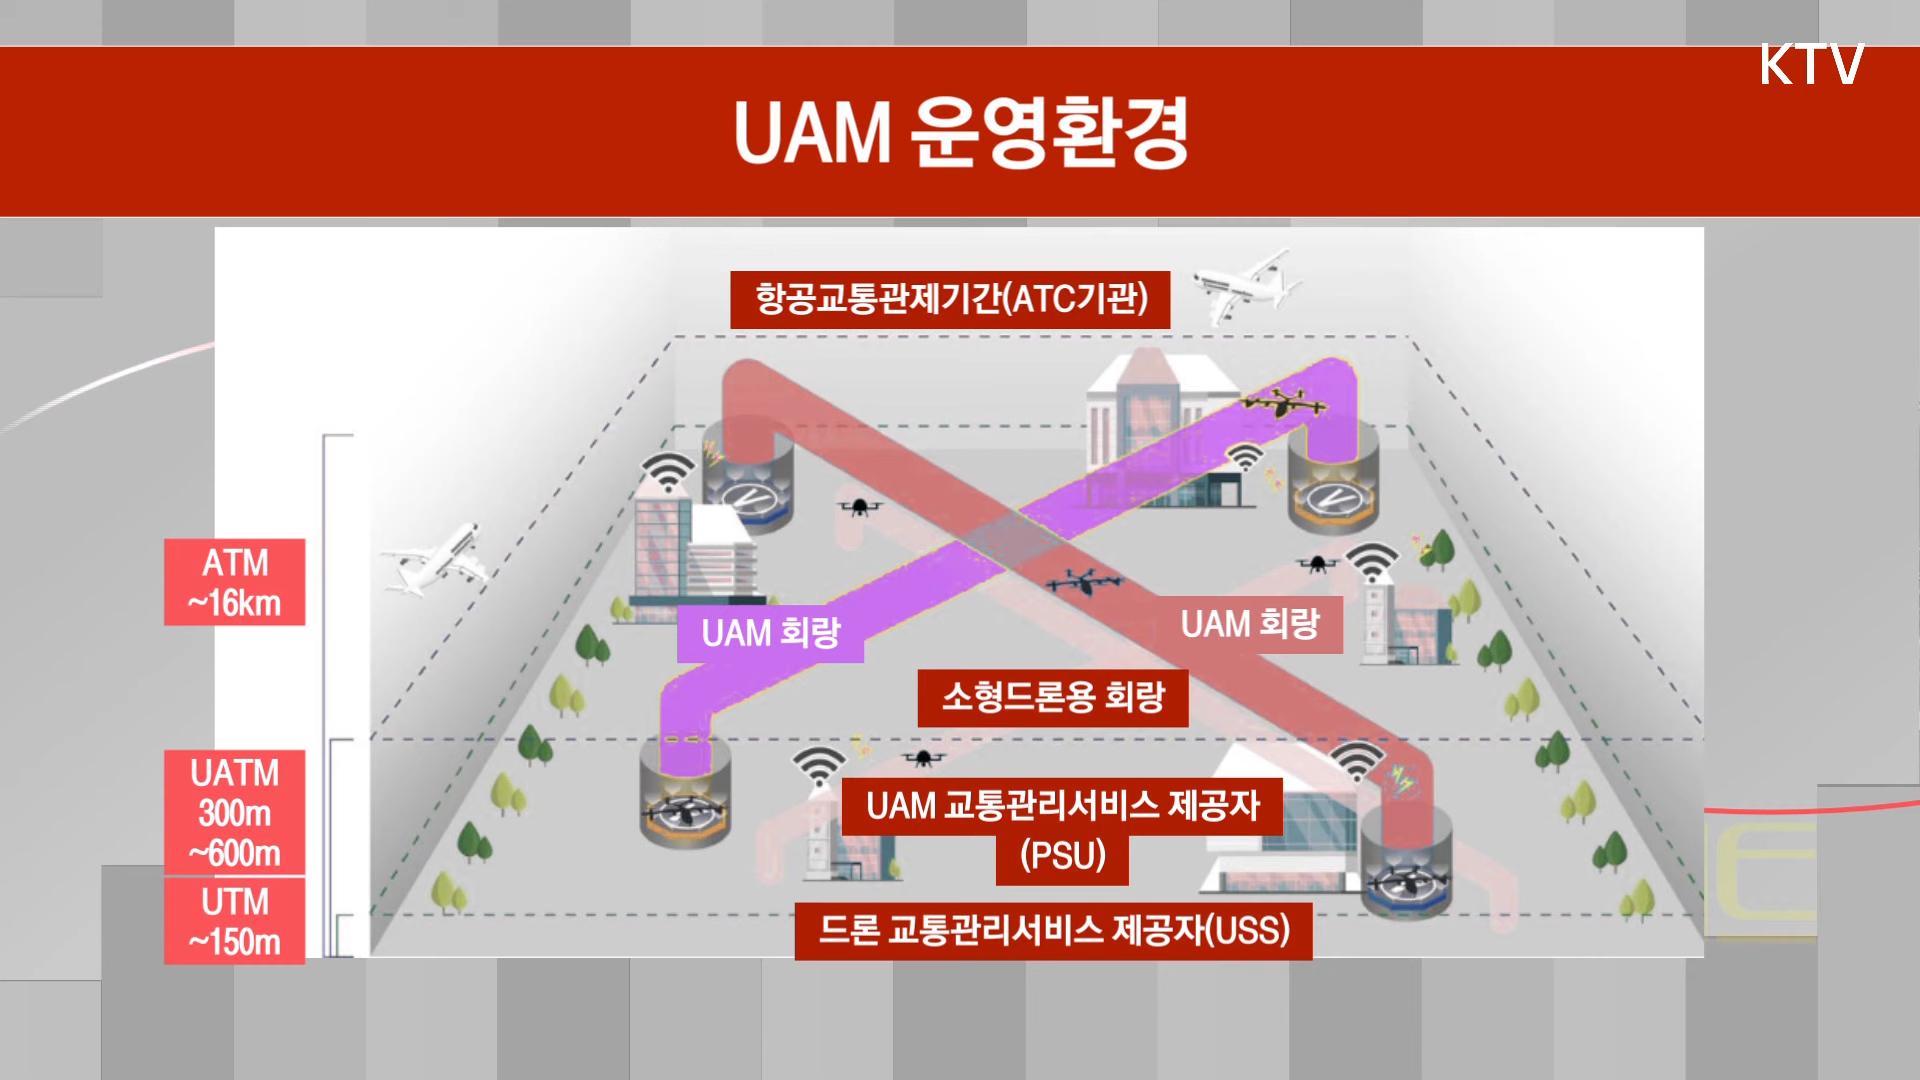 KTV
UAM 운영환경
항공교통관제기간(ATC기관)
ATM
~16km
UAM 회랑
UAM 회랑
소형드론용 회랑
UATM
300m
~600m
UAM 교통관리서비스 제공자
(PSU)
UTM
~150m
드론 교통관리서비스 제공자(USS)